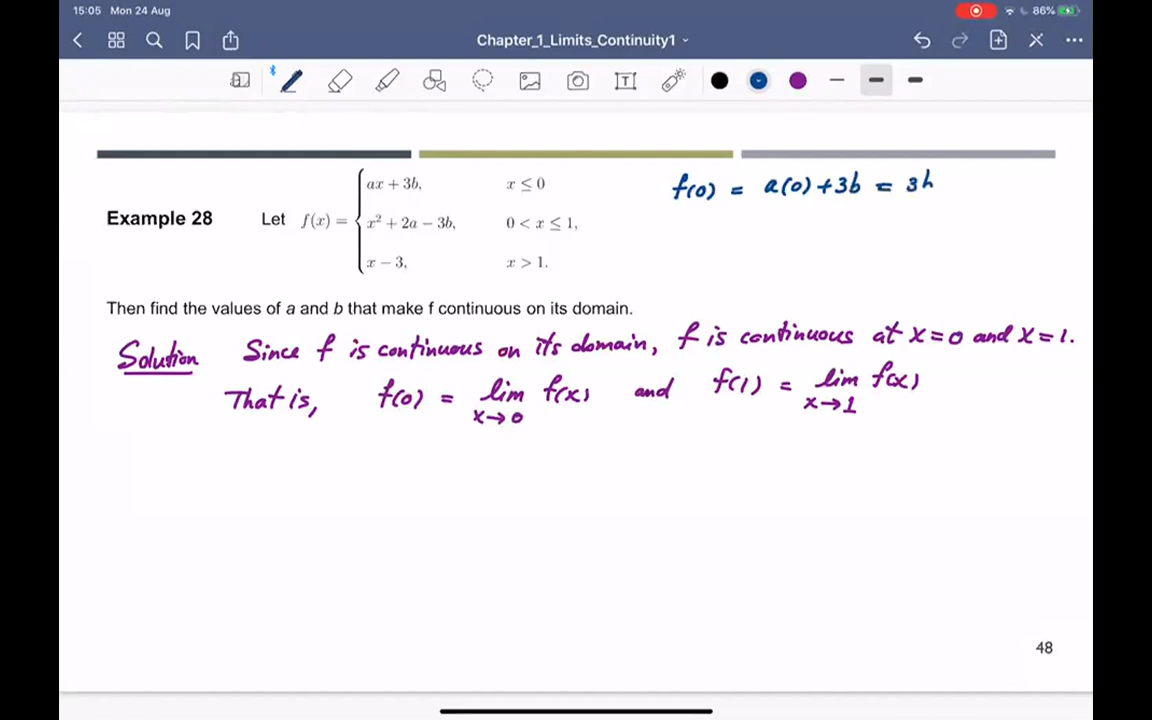 15:05 Mon 24 Aug 86%
Chapter_1_Limits_Continuity1
f(0) = a(0)+3b = 3h
Example 28 Let f(x) = { ax + 3b, x ≤ 0
x² + 2a − 3b, 0 < x ≤ 1,
x − 3, x > 1.
Then find the values of a and b that make f continuous on its domain.
Solution Since f is continuous on its domain, f is continuous at x=0 and x=1.
That is, f(0) = lim x→0 f(x) and f(1) = lim x→1 f(x)
48